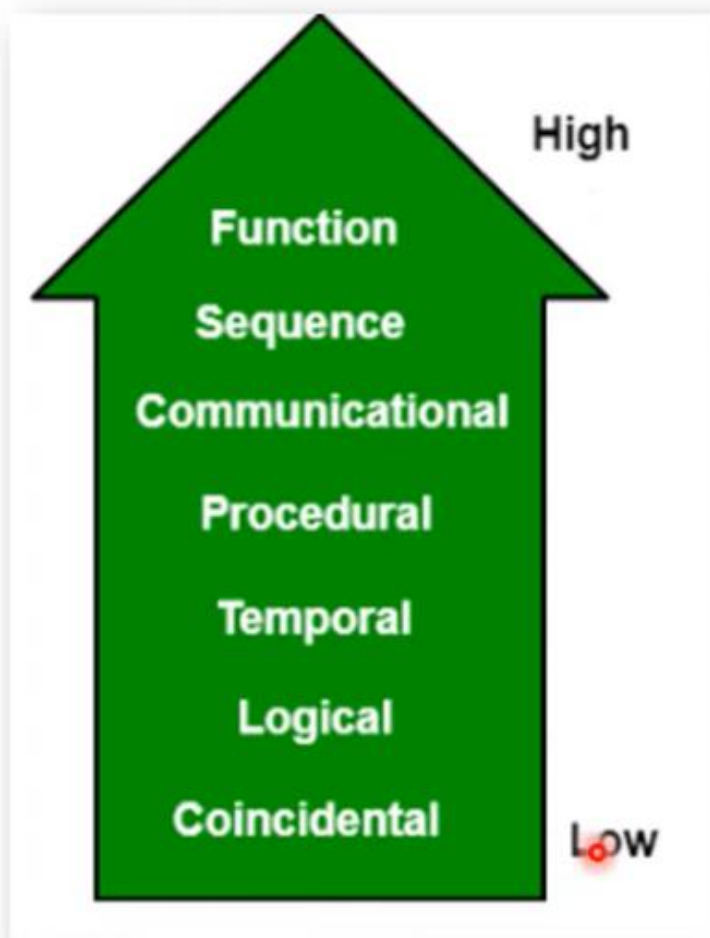 High
Function
Sequence
Communicational
Procedural
Temporal
Logical
Coincidental
Low